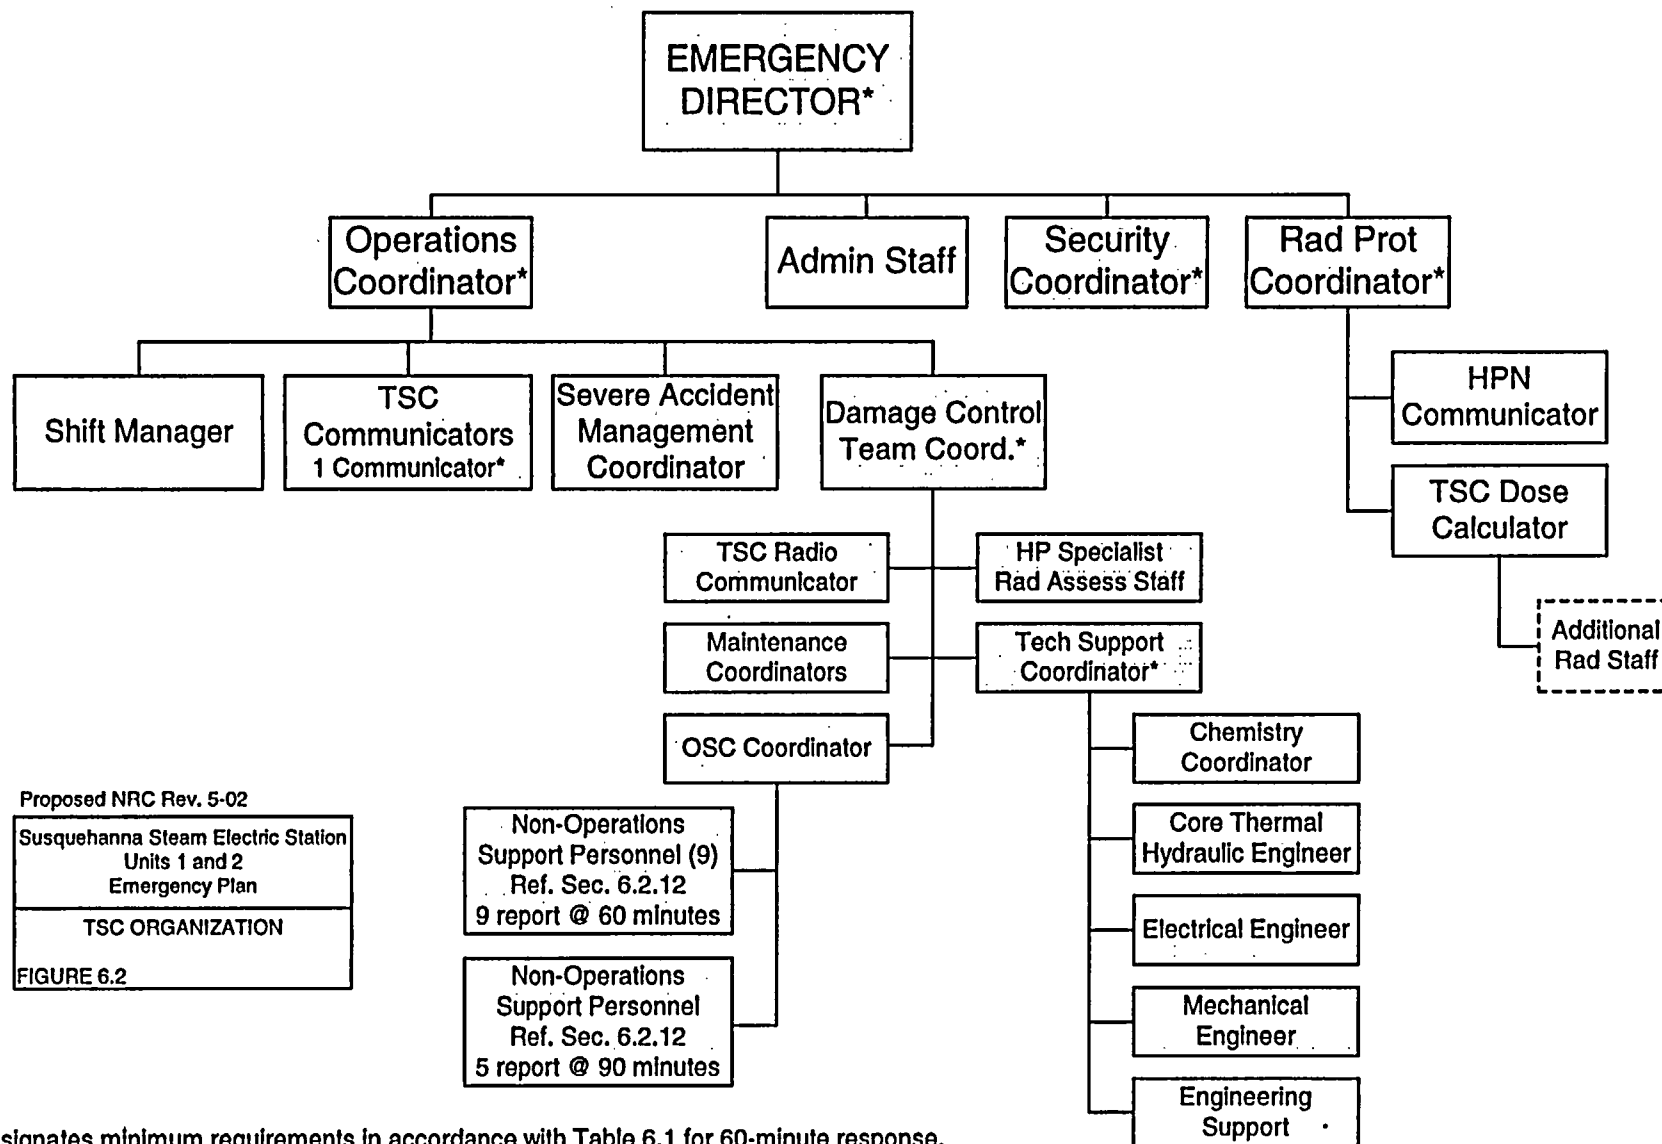 EMERGENCY
DIRECTOR*
Operations
Coordinator*
Admin Staff
Security
Coordinator*
Rad Prot
Coordinator*
Shift Manager
TSC
Communicators
1 Communicator*
Severe Accident
Management
Coordinator
Damage Control
Team Coord.*
HPN
Communicator
TSC Dose
Calculator
Additional
Rad Staff
TSC Radio
Communicator
HP Specialist
Rad Assess Staff
Maintenance
Coordinators
Tech Support
Coordinator*
OSC Coordinator
Chemistry
Coordinator
Core Thermal
Hydraulic Engineer
Electrical Engineer
Mechanical
Engineer
Engineering
Support
Non-Operations
Support Personnel (9)
Ref. Sec. 6.2.12
9 report @ 60 minutes
Non-Operations
Support Personnel
Ref. Sec. 6.2.12
5 report @ 90 minutes
Proposed NRC Rev. 5-02
Susquehanna Steam Electric Station
Units 1 and 2
Emergency Plan
TSC ORGANIZATION
FIGURE 6.2
signates minimum requirements in accordance with Table 6.1 for 60-minute response.